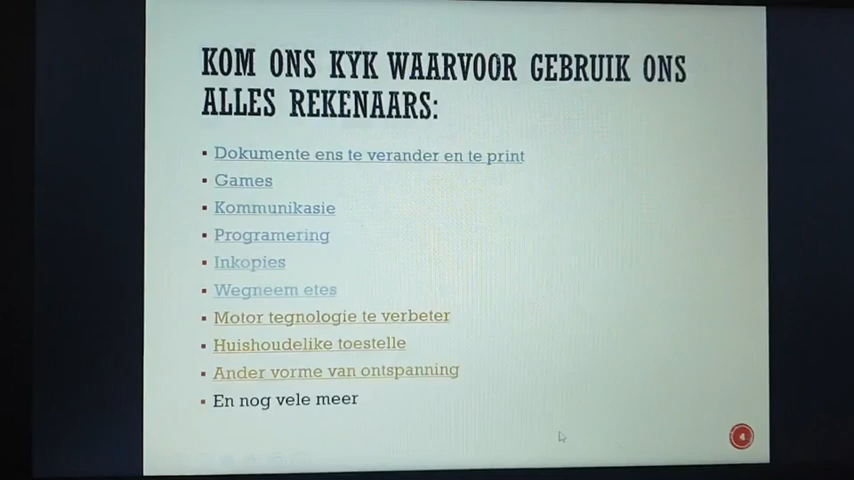 KOM ONS KYK WAARVOOR GEBRUIK ONS
ALLES REKENAARS:
▪ Dokumente ens te verander en te print
▪ Games
▪ Kommunikasie
▪ Programering
▪ Inkopies
▪ Wegneem etes
▪ Motor tegnologie te verbeter
▪ Huishoudelike toestelle
▪ Ander vorme van ontspanning
▪ En nog vele meer
4